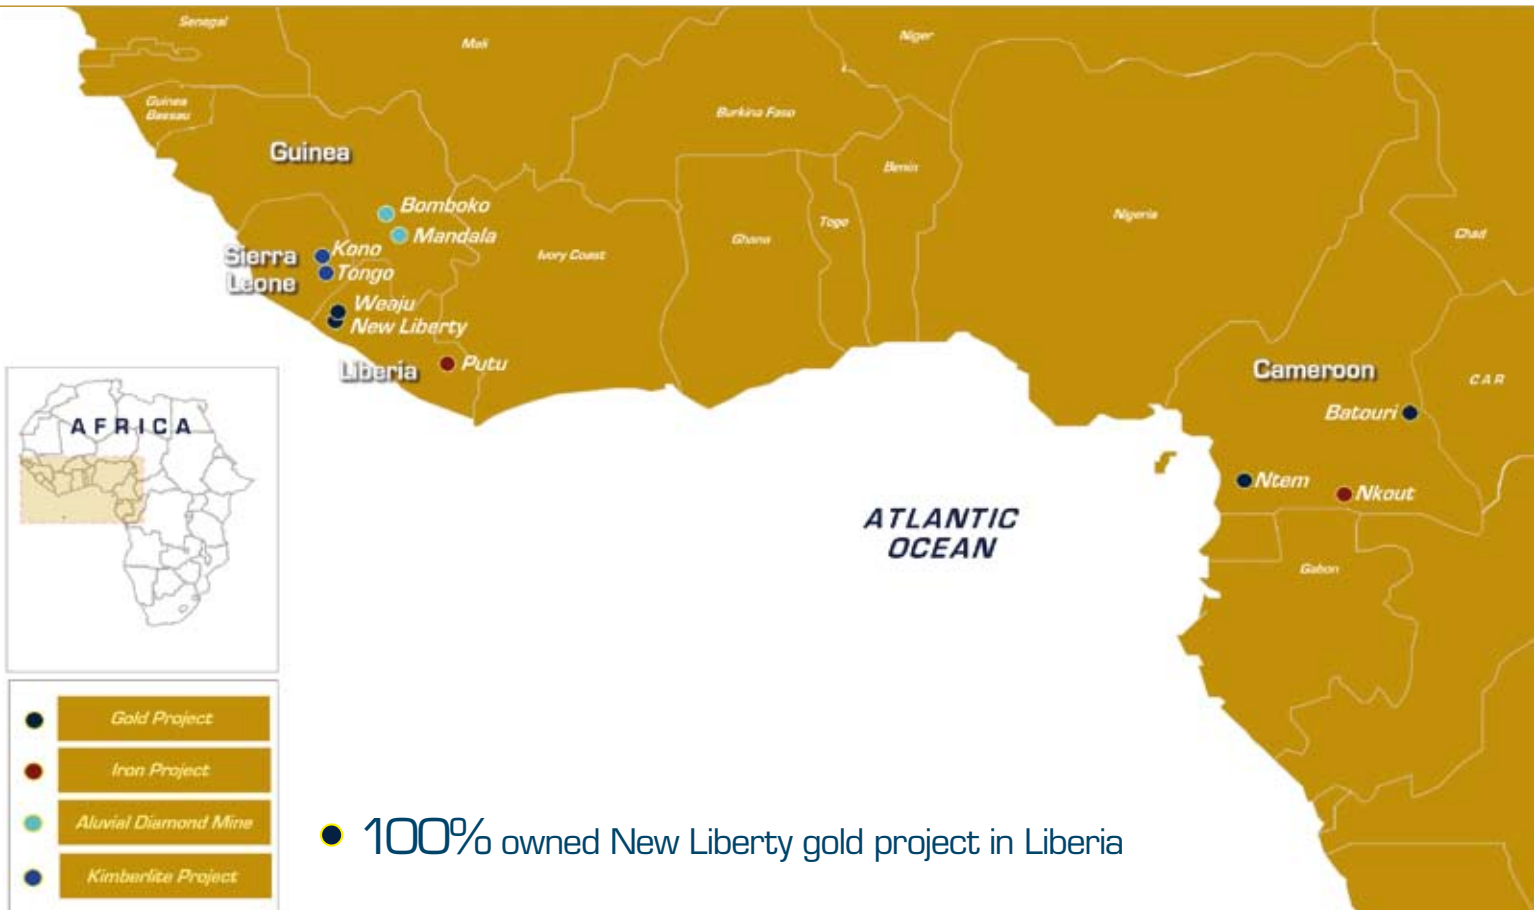 Senegal
Mali
Niger
Guinea
Bassau
Burkina Faso
Guinea
Benin
Bomboko
Mandala
Togo
Nigeria
Ghana
Chad
Sierra
Leone
Kono
Tongo
Ivory Coast
Weaju
New Liberty
Liberia
Putu
Cameroon
CAR
Batouri
AFRICA
Ntem
Nkout
ATLANTIC
OCEAN
Gabon
Gold Project
Iron Project
Aluvial Diamond Mine
Kimberlite Project
100% owned New Liberty gold project in Liberia